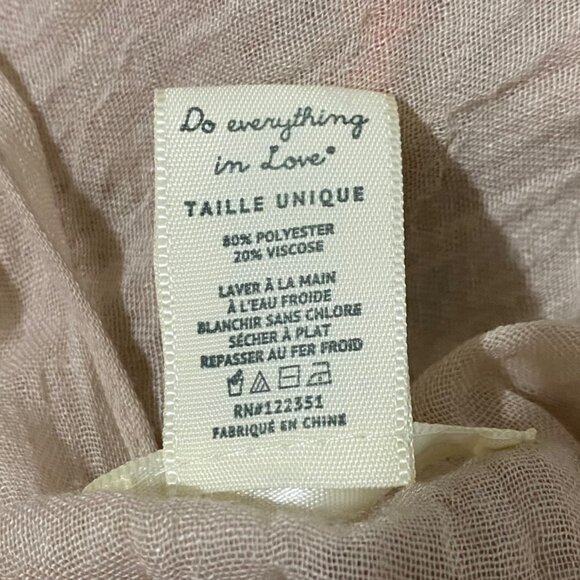 Do everything
in Love®
TAILLE UNIQUE
80% POLYESTER
20% VISCOSE
LAVER À LA MAIN
À L'EAU FROIDE
BLANCHIR SANS CHLORE
SÉCHER À PLAT
REPASSER AU FER FROID
RN#122351
FABRIQUÉ EN CHINE